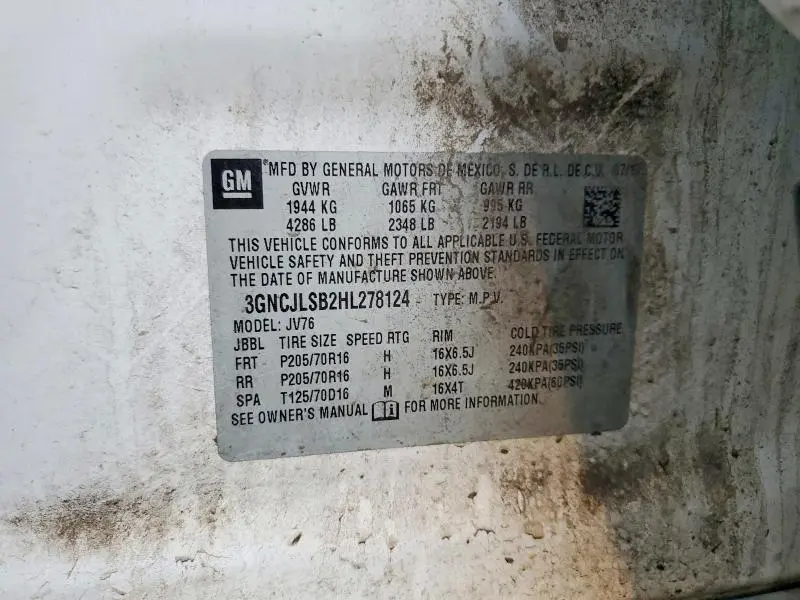 GM
MFD BY GENERAL MOTORS DE MEXICO, S. DE R.L. DE C.V.
GVWR GAWR FRT GAWR RR
1944 KG 1065 KG 995 KG
4286 LB 2348 LB 2194 LB
THIS VEHICLE CONFORMS TO ALL APPLICABLE U.S. FEDERAL MOTOR
VEHICLE SAFETY AND THEFT PREVENTION STANDARDS IN EFFECT ON
THE DATE OF MANUFACTURE SHOWN ABOVE.
3GNCJLSB2HL278124 TYPE: M.P.V.
MODEL: JV76
JBBL TIRE SIZE SPEED RTG RIM COLD TIRE PRESSURE
FRT P205/70R16 H 16X6.5J 240KPA(35PSI)
RR P205/70R16 H 16X6.5J 240KPA(35PSI)
SPA T125/70D16 M 16X4T 420KPA(60PSI)
SEE OWNER'S MANUAL FOR MORE INFORMATION.